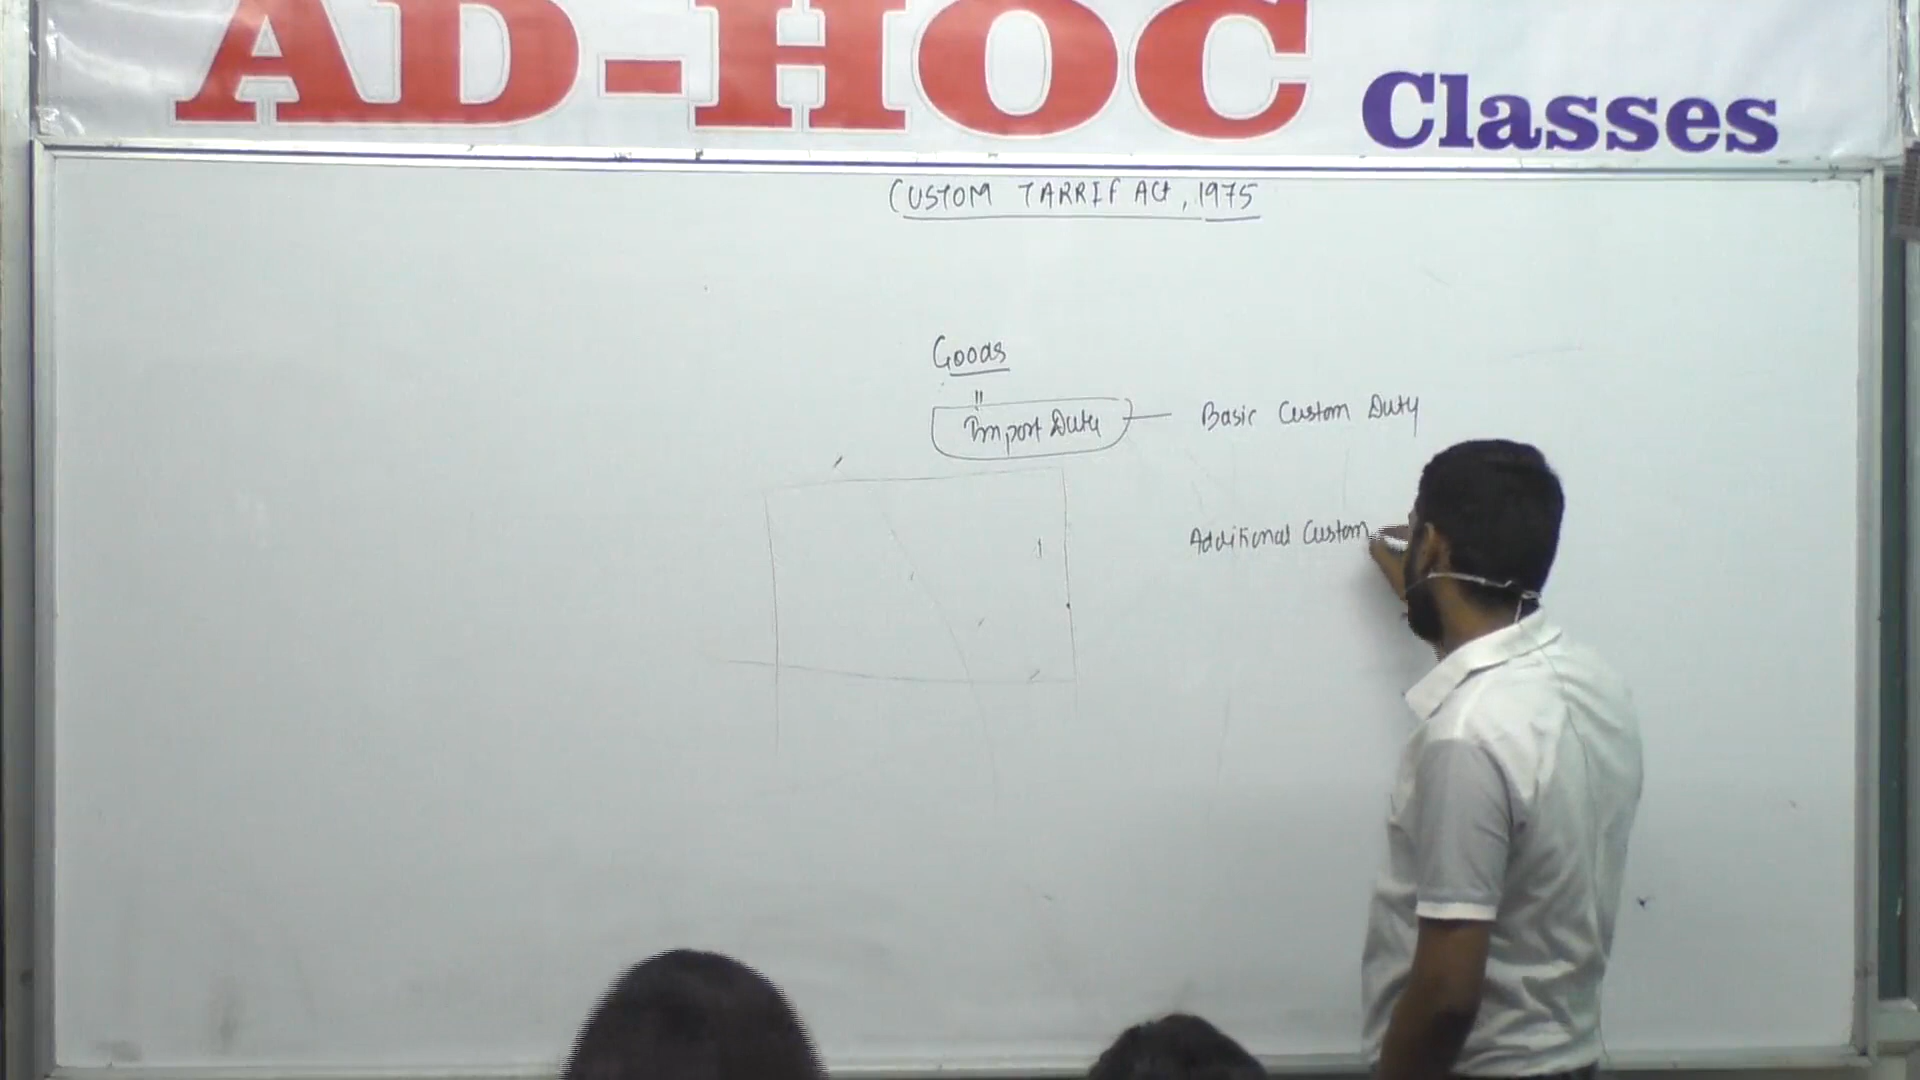 AD-HOC Classes
CUSTOM TARRIF ACt, 1975
Goods
Import Duty
Basic Custom Duty
Additional Custom